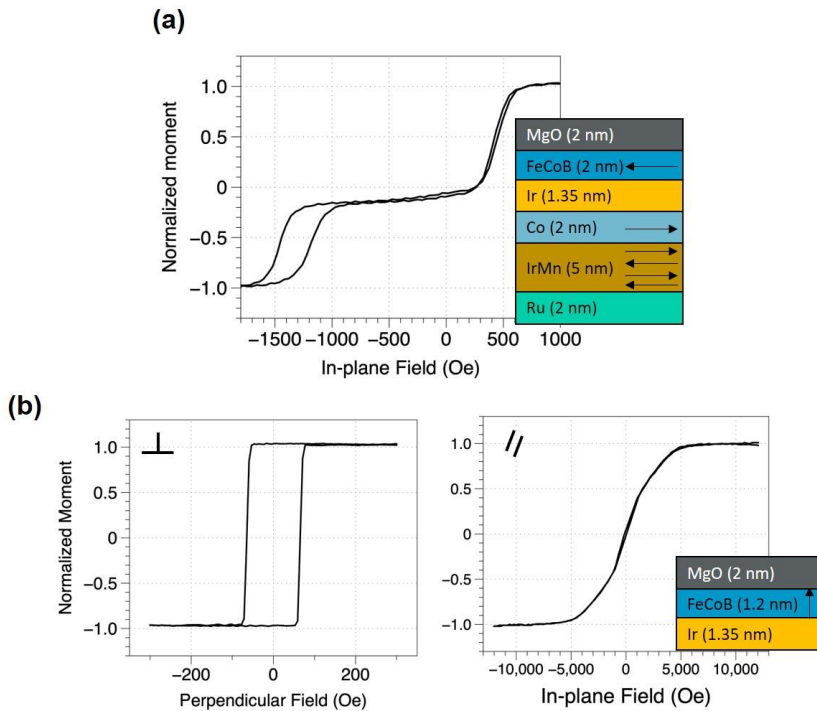 (a)
1.0
0.5
0
−0.5
−1.0
Normalized moment
−1500 −1000 −500 0 500 1000
In-plane Field (Oe)
MgO (2 nm)
FeCoB (2 nm)
Ir (1.35 nm)
Co (2 nm)
IrMn (5 nm)
Ru (2 nm)
(b)
⊥
1.0
0.5
0
−0.5
−1.0
Normalized Moment
−200 0 200
Perpendicular Field (Oe)
//
1.0
0.5
0
−0.5
−1.0
−10,000 −5,000 0 5,000 10,000
In-plane Field (Oe)
MgO (2 nm)
FeCoB (1.2 nm)
Ir (1.35 nm)